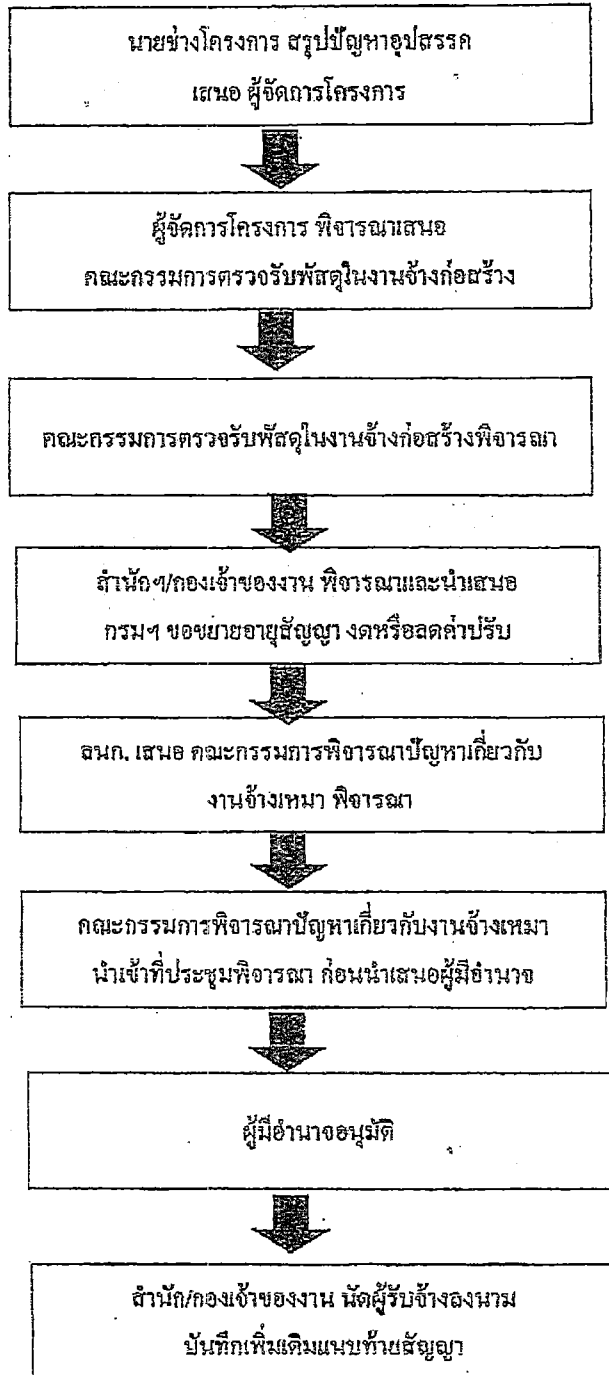 นายช่างโครงการ สรุปปัญหาอุปสรรค
เสนอ ผู้จัดการโครงการ
ผู้จัดการโครงการ พิจารณาเสนอ
คณะกรรมการตรวจรับพัสดุในงานจ้างก่อสร้าง
คณะกรรมการตรวจรับพัสดุในงานจ้างก่อสร้างพิจารณา
สำนักฯ/กองเจ้าของงาน พิจารณาและนำเสนอ
กรมฯ ขอขยายอายุสัญญา งดหรือลดค่าปรับ
ลนก. เสนอ คณะกรรมการพิจารณาปัญหาเกี่ยวกับ
งานจ้างเหมา พิจารณา
คณะกรรมการพิจารณาปัญหาเกี่ยวกับงานจ้างเหมา
นำเข้าที่ประชุมพิจารณา ก่อนนำเสนอผู้มีอำนาจ
ผู้มีอำนาจอนุมัติ
สำนัก/กองเจ้าของงาน นัดผู้รับจ้างลงนาม
บันทึกเพิ่มเติมแนบท้ายสัญญา